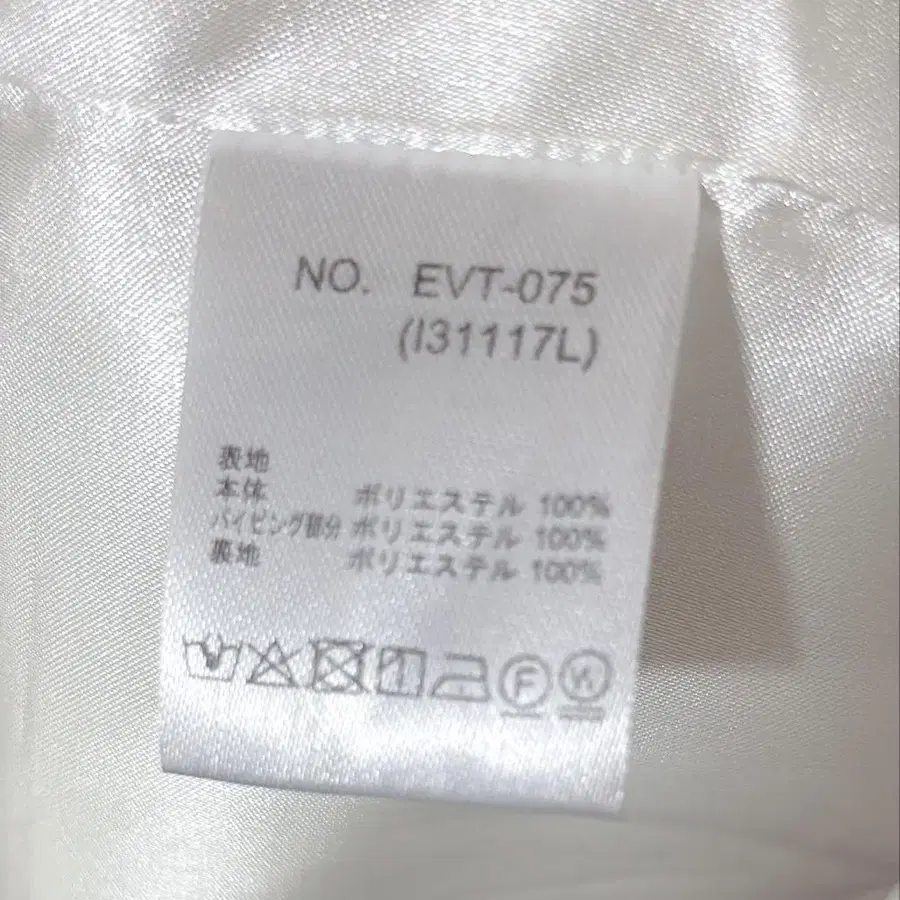 NO. EVT-075
(I31117L)
表地
本体 ポリエステル 100%
パイピング部分 ポリエステル 100%
裏地 ポリエステル 100%
F W